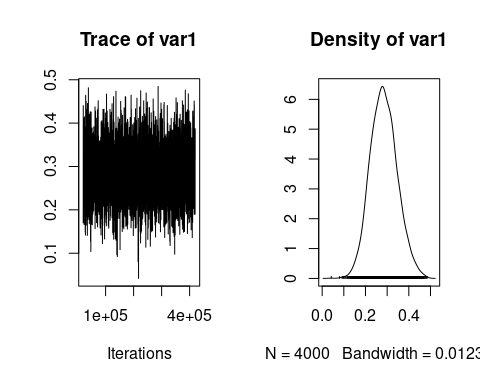 Trace of var1
0.5
0.4
0.3
0.2
0.1
1e+05 4e+05
Iterations
Density of var1
6
5
4
3
2
1
0
0.0 0.2 0.4
N = 4000 Bandwidth = 0.0123